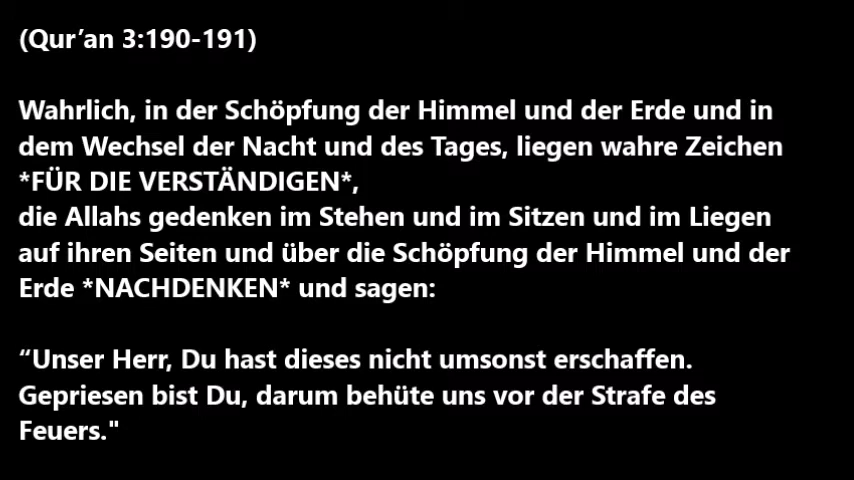 (Qur’an 3:190-191)
Wahrlich, in der Schöpfung der Himmel und der Erde und in
dem Wechsel der Nacht und des Tages, liegen wahre Zeichen
*FÜR DIE VERSTÄNDIGEN*,
die Allahs gedenken im Stehen und im Sitzen und im Liegen
auf ihren Seiten und über die Schöpfung der Himmel und der
Erde *NACHDENKEN* und sagen:
“Unser Herr, Du hast dieses nicht umsonst erschaffen.
Gepriesen bist Du, darum behüte uns vor der Strafe des
Feuers."